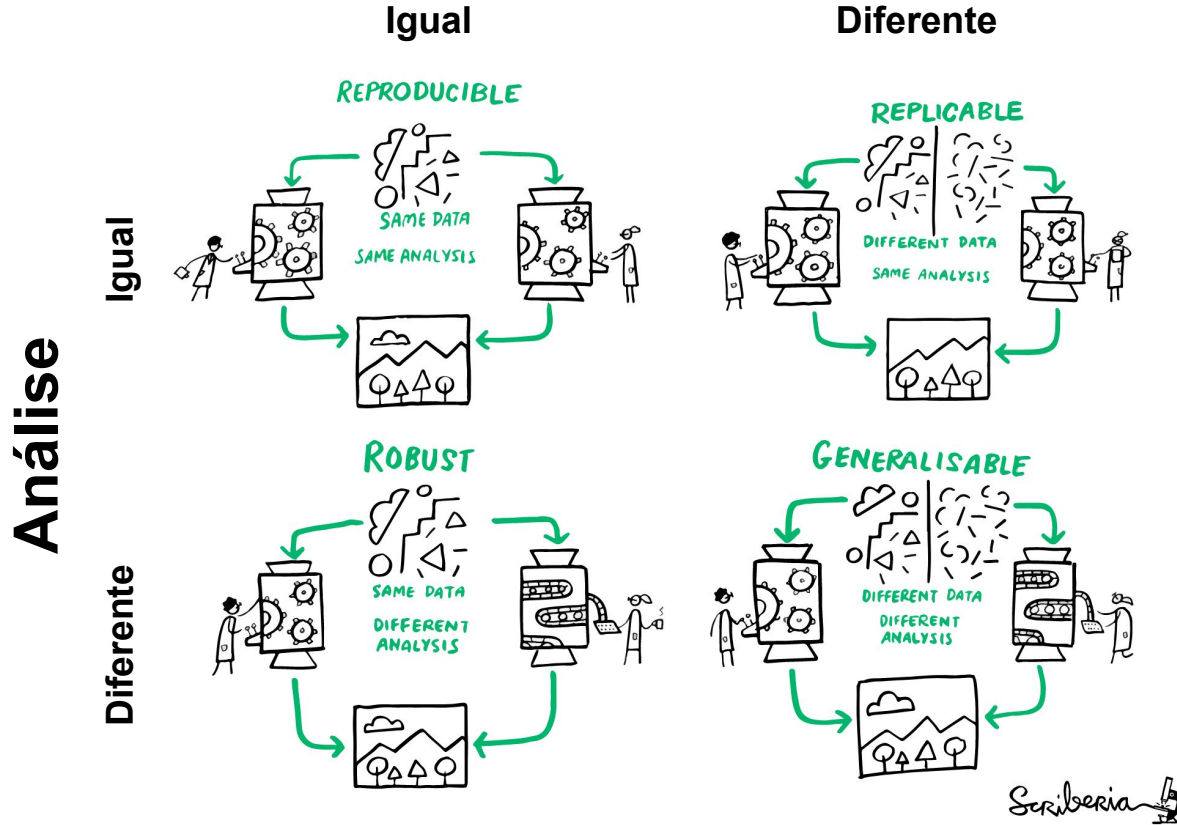 Igual
Diferente
REPRODUCIBLE
SAME DATA
SAME ANALYSIS
REPLICABLE
DIFFERENT DATA
SAME ANALYSIS
Análise
Igual
Diferente
ROBUST
SAME DATA
DIFFERENT
ANALYSIS
GENERALISABLE
DIFFERENT DATA
DIFFERENT
ANALYSIS
Scriberia